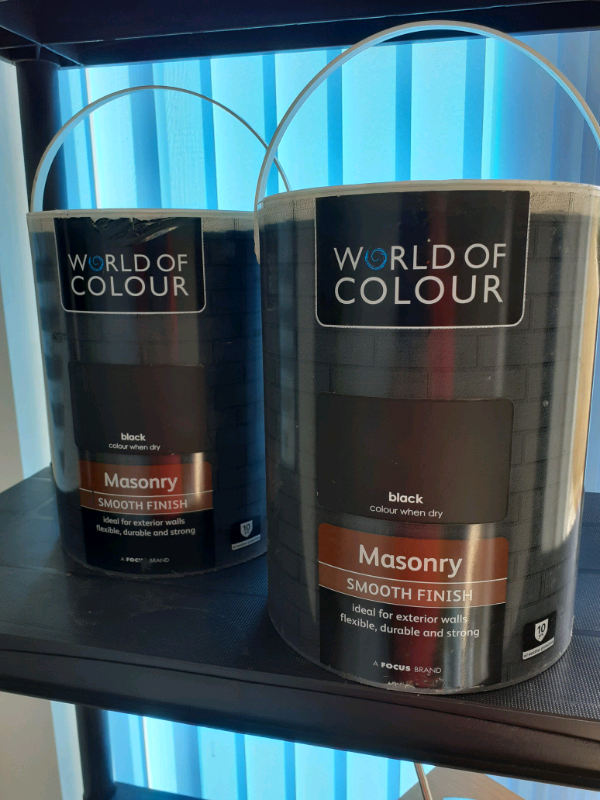 WORLD OF
COLOUR
black
colour when dry
Masonry
SMOOTH FINISH
ideal for exterior walls
flexible, durable and strong
10
A FOCUS BRAND
WORLD OF
COLOUR
black
colour when dry
Masonry
SMOOTH FINISH
ideal for exterior walls
flexible, durable and strong
10
A FOCUS BRAND